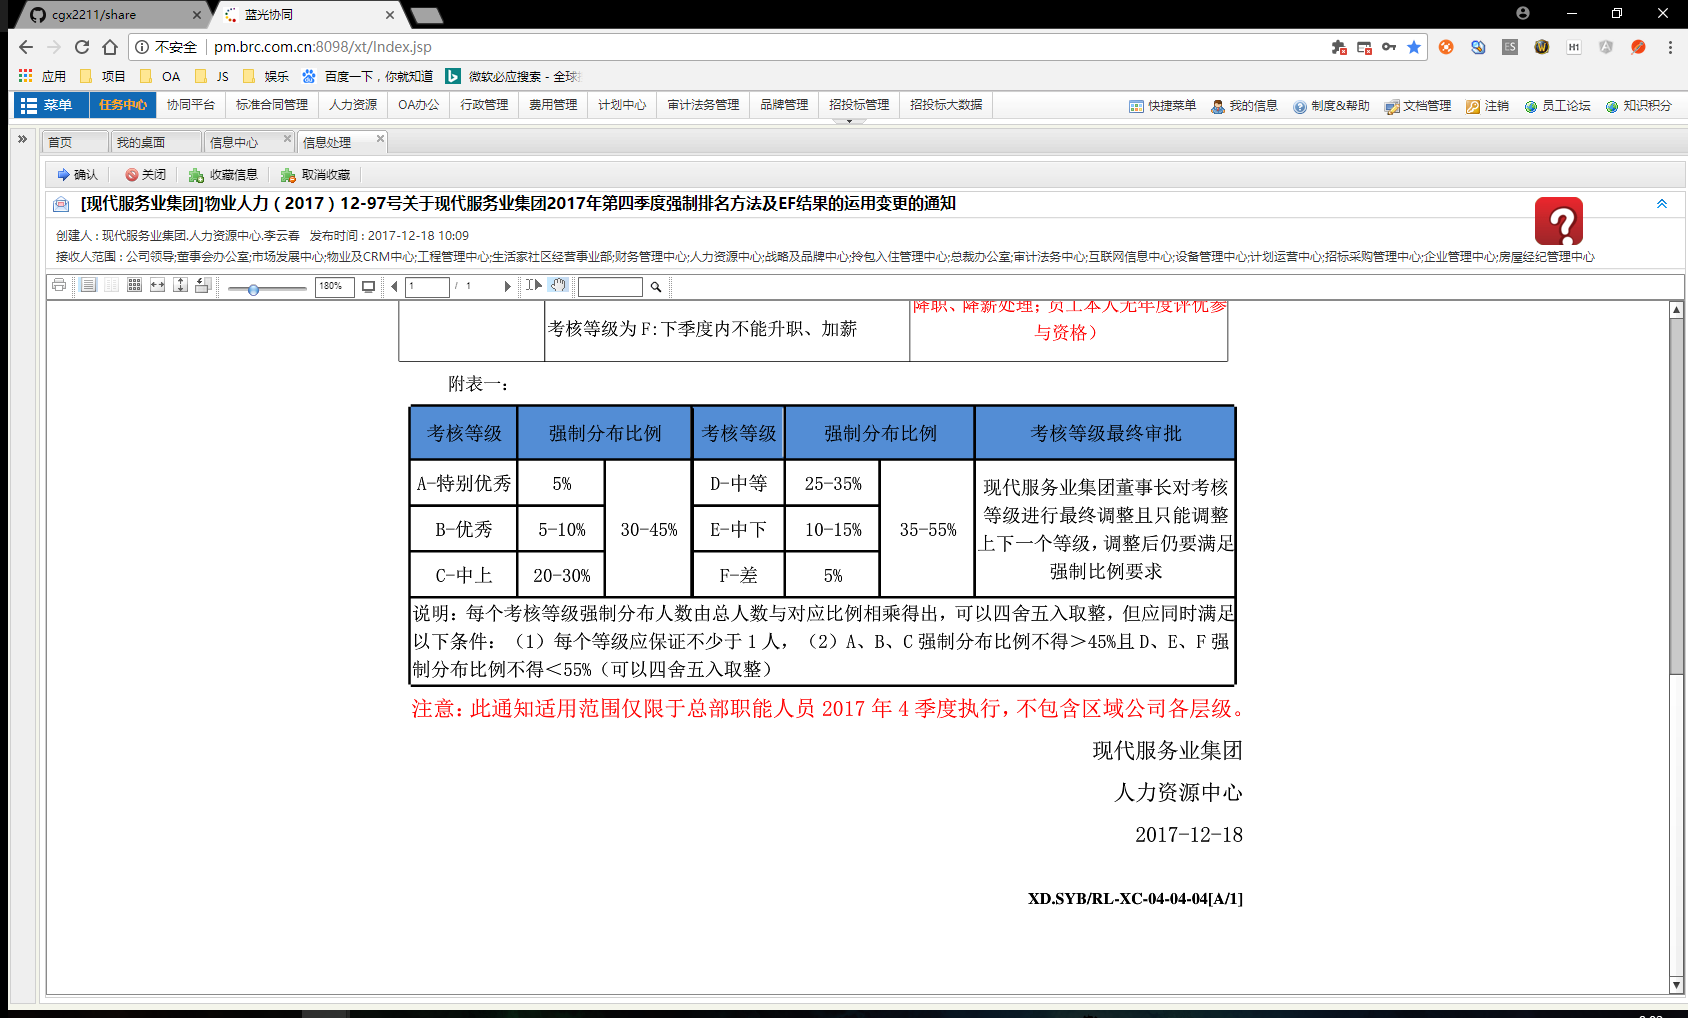 cgx2211/share
蓝光协同
不安全 pm.brc.com.cn:8098/xt/Index.jsp
应用 项目 OA JS 娱乐 百度一下，你就知道 微软必应搜索 - 全球
菜单 任务中心 协同平台 标准合同管理 人力资源 OA办公 行政管理 费用管理 计划中心 审计法务管理 品牌管理 招投标管理 招投标大数据 快捷菜单 我的信息 制度&帮助 文档管理 注销 员工论坛 知识积分
首页 我的桌面 信息中心 信息处理
确认 关闭 收藏信息 取消收藏
[现代服务业集团]物业人力（2017）12-97号关于现代服务业集团2017年第四季度强制排名方法及EF结果的运用变更的通知
创建人 : 现代服务业集团.人力资源中心.李云春 发布时间 : 2017-12-18 10:09
接收人范围 : 公司领导;董事会办公室;市场发展中心;物业及CRM中心;工程管理中心;生活家社区经营事业部;财务管理中心;人力资源中心;战略及品牌中心;拎包入住管理中心;总裁办公室;审计法务中心;互联网信息中心;设备管理中心;计划运营中心;招标采购管理中心;企业管理中心;房屋经纪管理中心
180% 1 / 1
降职、降薪处理；员工本人无年度评优参
考核等级为 F:下季度内不能升职、加薪
与资格）
附表一：
考核等级 强制分布比例 考核等级 强制分布比例 考核等级最终审批
A-特别优秀 5% D-中等 25-35%
B-优秀 5-10% 30-45% E-中下 10-15% 35-55%
C-中上 20-30% F-差 5%
现代服务业集团董事长对考核
等级进行最终调整且只能调整
上下一个等级，调整后仍要满足
强制比例要求
说明：每个考核等级强制分布人数由总人数与对应比例相乘得出，可以四舍五入取整，但应同时满足
以下条件：（1）每个等级应保证不少于 1 人，（2）A、B、C 强制分布比例不得＞45%且 D、E、F 强
制分布比例不得＜55%（可以四舍五入取整）
注意：此通知适用范围仅限于总部职能人员 2017 年 4 季度执行，不包含区域公司各层级。
现代服务业集团
人力资源中心
2017-12-18
XD.SYB/RL-XC-04-04-04[A/1]